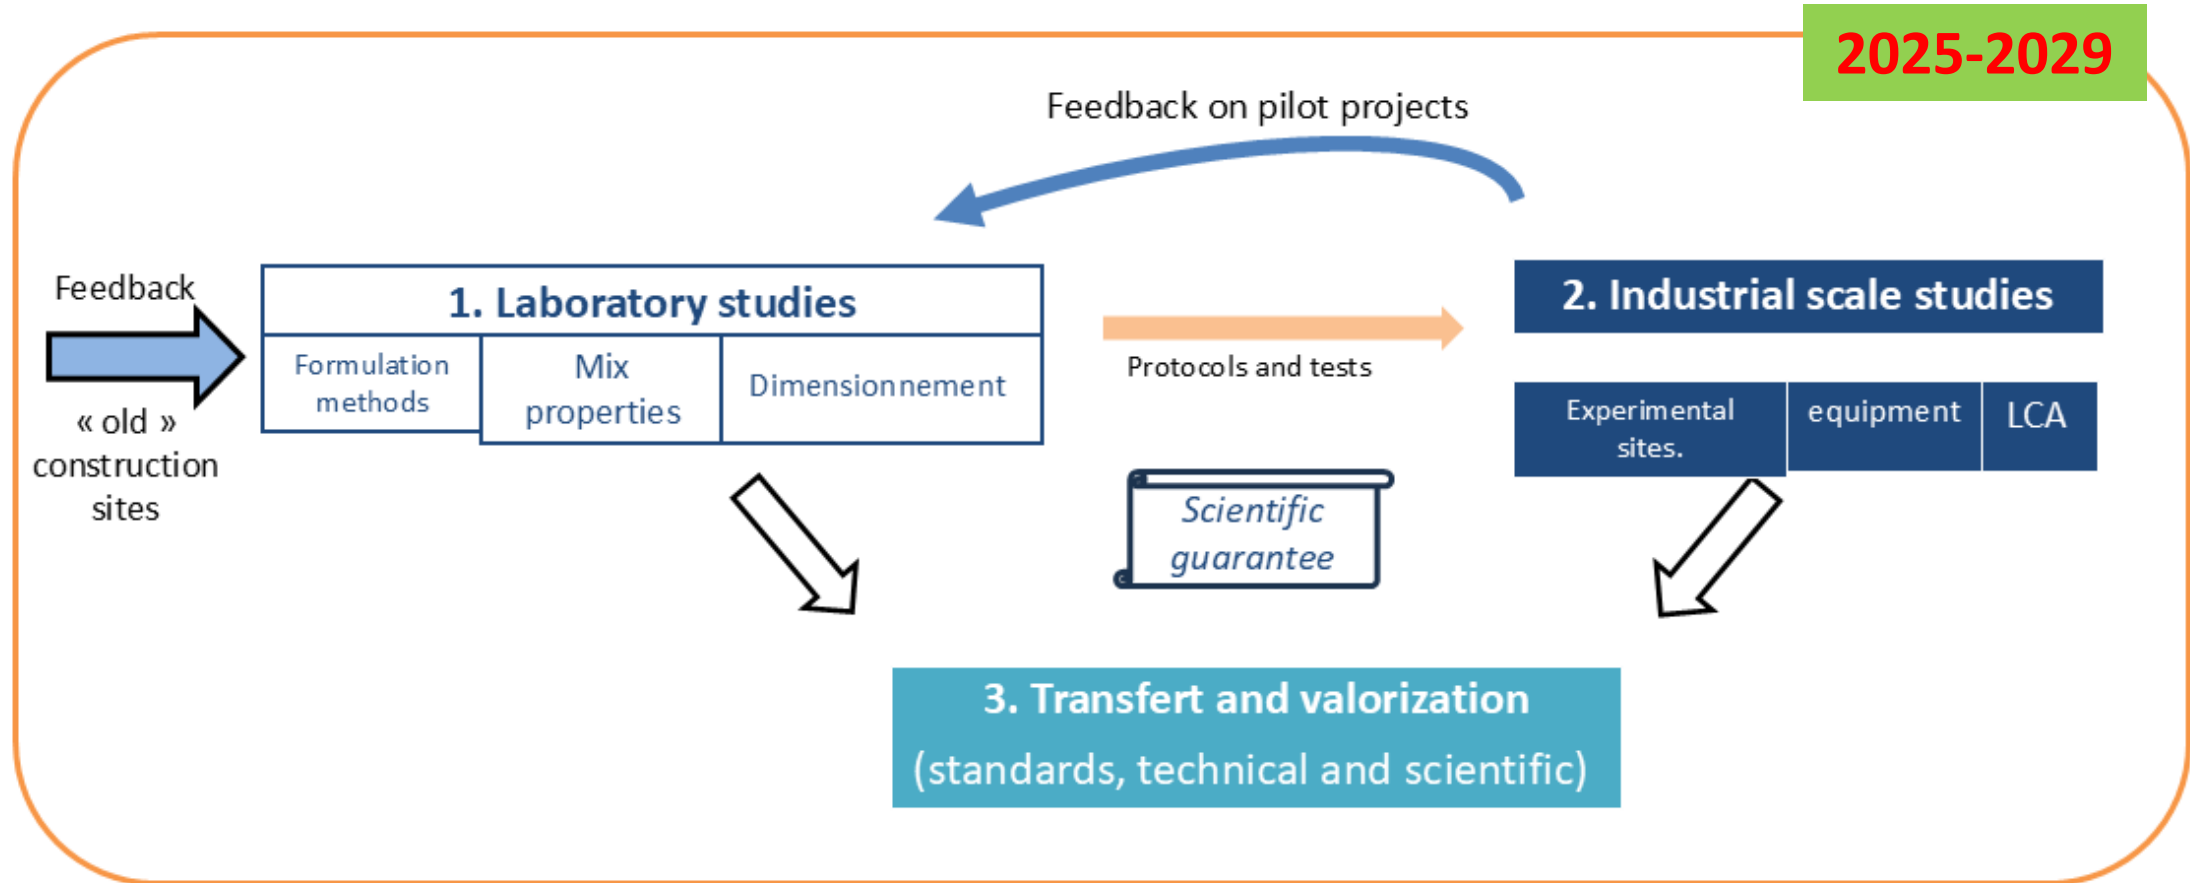 2025-2029
Feedback on pilot projects
Feedback
« old »
construction
sites
1. Laboratory studies
Formulation
methods
Mix
properties
Dimensionnement
Protocols and tests
2. Industrial scale studies
Experimental
sites.
equipment
LCA
Scientific
guarantee
3. Transfert and valorization
(standards, technical and scientific)